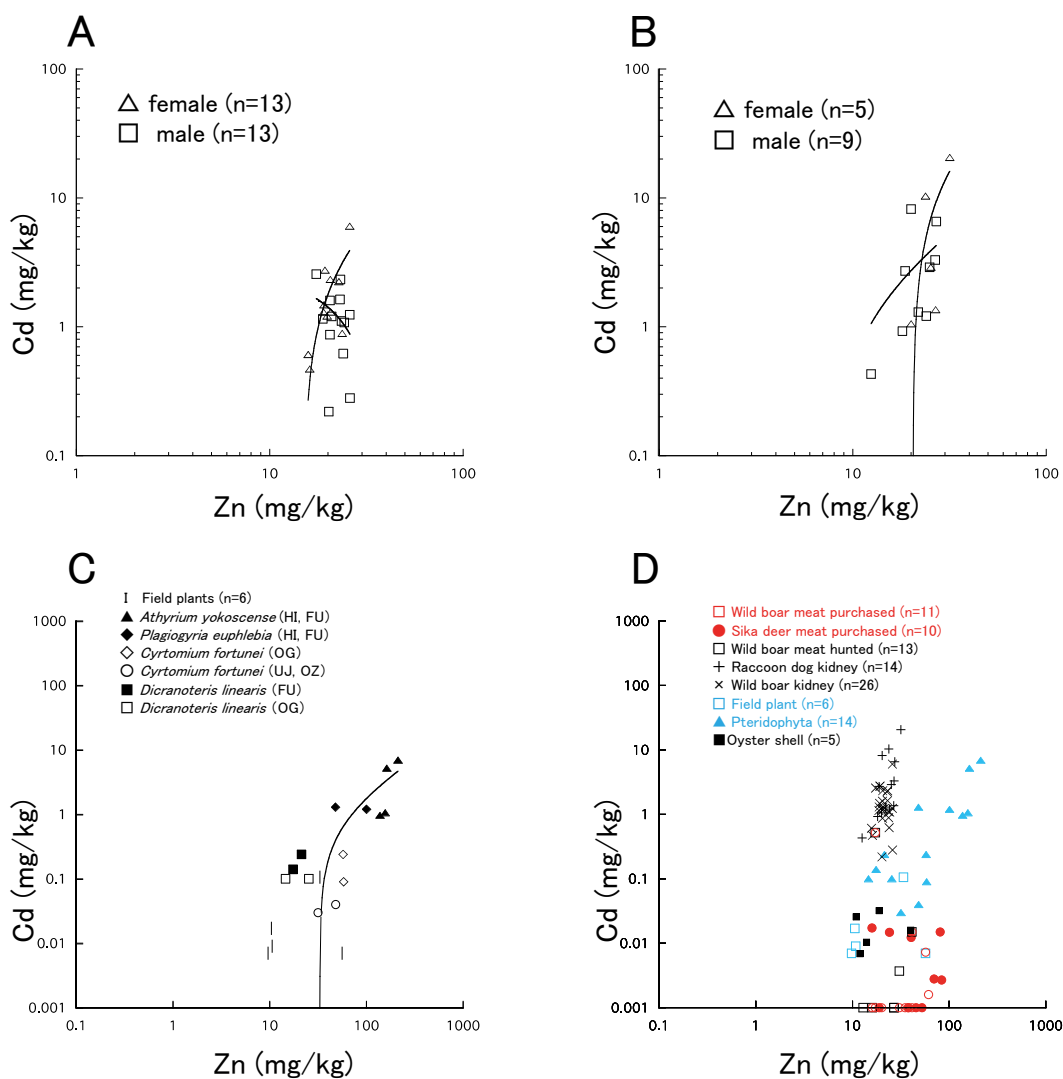 A
100
10
1
0.1
Cd (mg/kg)
female (n=13)
male (n=13)
1
10
100
Zn (mg/kg)
B
100
10
1
0.1
Cd (mg/kg)
female (n=5)
male (n=9)
1
10
100
Zn (mg/kg)
C
Field plants (n=6)
Athyrium yokoscense (HI, FU)
Plagiogyria euphlebia (HI, FU)
Cyrtomium fortunei (OG)
Cyrtomium fortunei (UJ, OZ)
Dicranoteris linearis (FU)
Dicranoteris linearis (OG)
1000
100
10
1
0.1
0.01
0.001
Cd (mg/kg)
0.1
1
10
100
1000
Zn (mg/kg)
D
Wild boar meat purchased (n=11)
Sika deer meat purchased (n=10)
Wild boar meat hunted (n=13)
Raccoon dog kidney (n=14)
Wild boar kidney (n=26)
Field plant (n=6)
Pteridophyta (n=14)
Oyster shell (n=5)
1000
100
10
1
0.1
0.01
0.001
Cd (mg/kg)
0.1
1
10
100
1000
Zn (mg/kg)